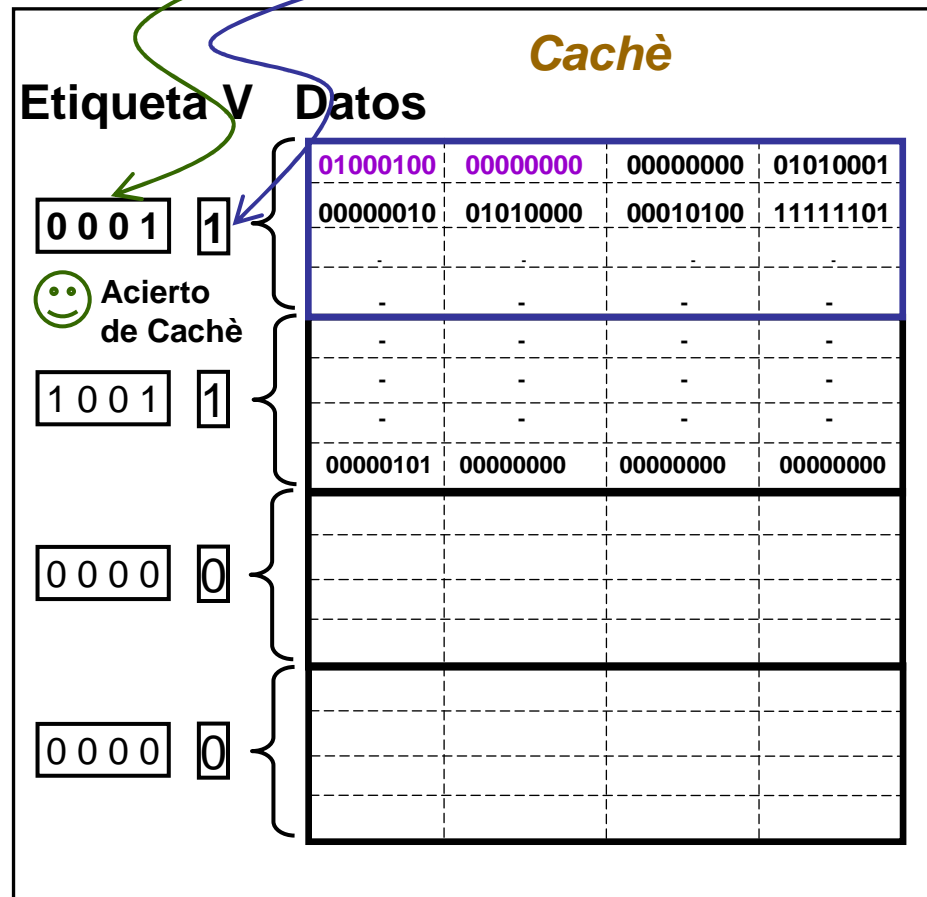 Cachè
Etiqueta V Datos
01000100 00000000 00000000 01010001
0 0 0 1 1 00000010 01010000 00010100 11111101
- - - -
Acierto
- - - -
de Cachè
- - - -
1 0 0 1 1 - - - -
- - - -
00000101 00000000 00000000 00000000
0 0 0 0 0
0 0 0 0 0